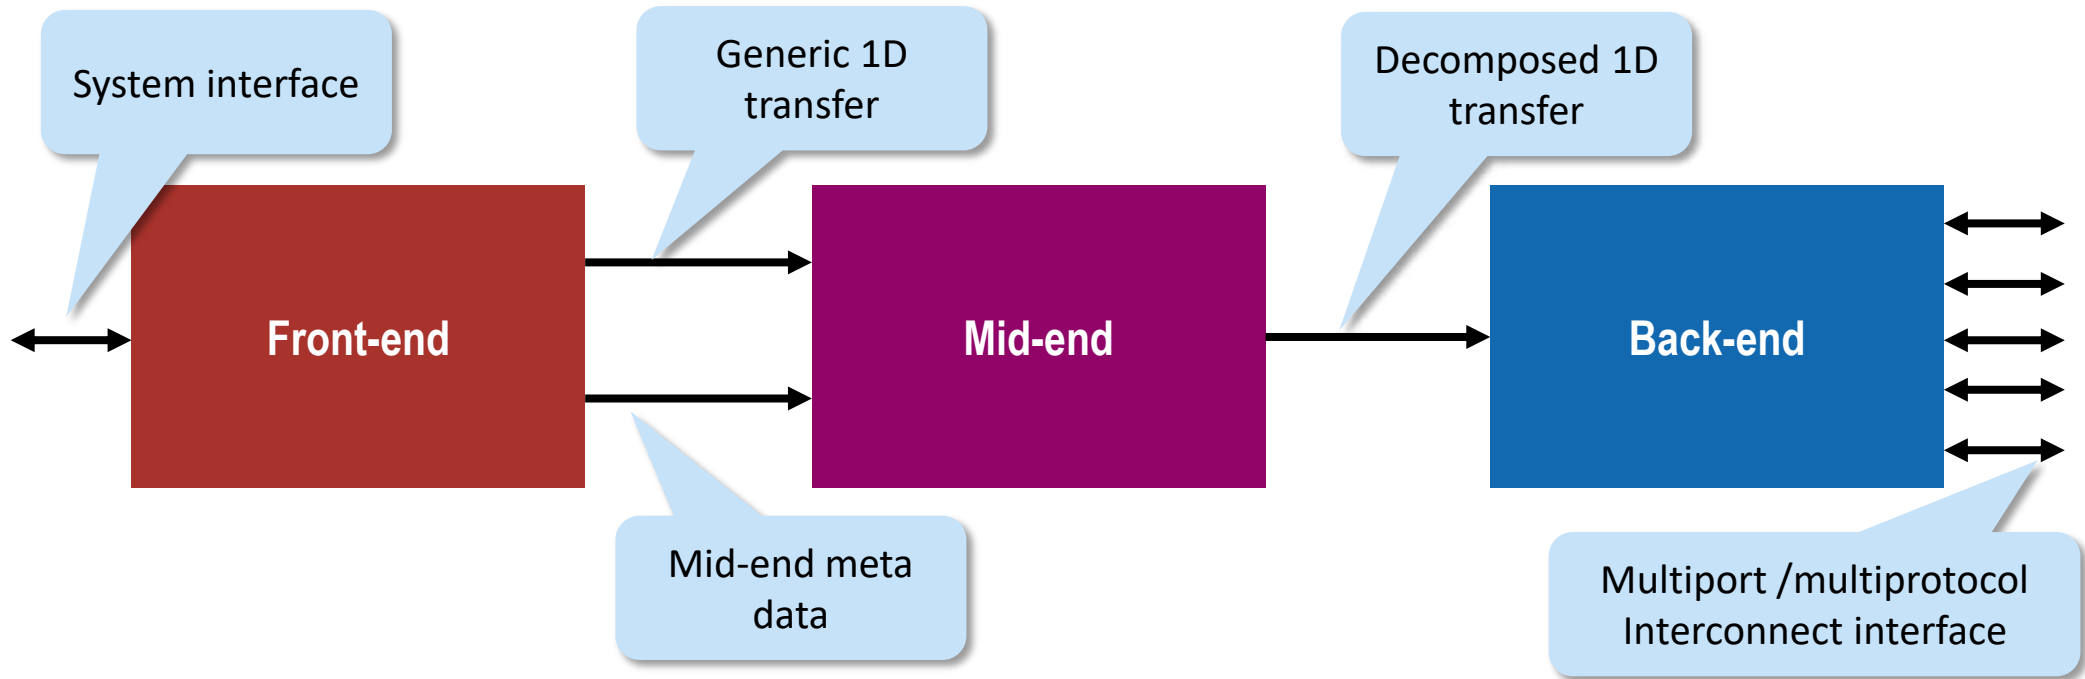 System interface
Generic 1D
transfer
Decomposed 1D
transfer
Front-end
Mid-end
Back-end
Mid-end meta
data
Multiport /multiprotocol
Interconnect interface